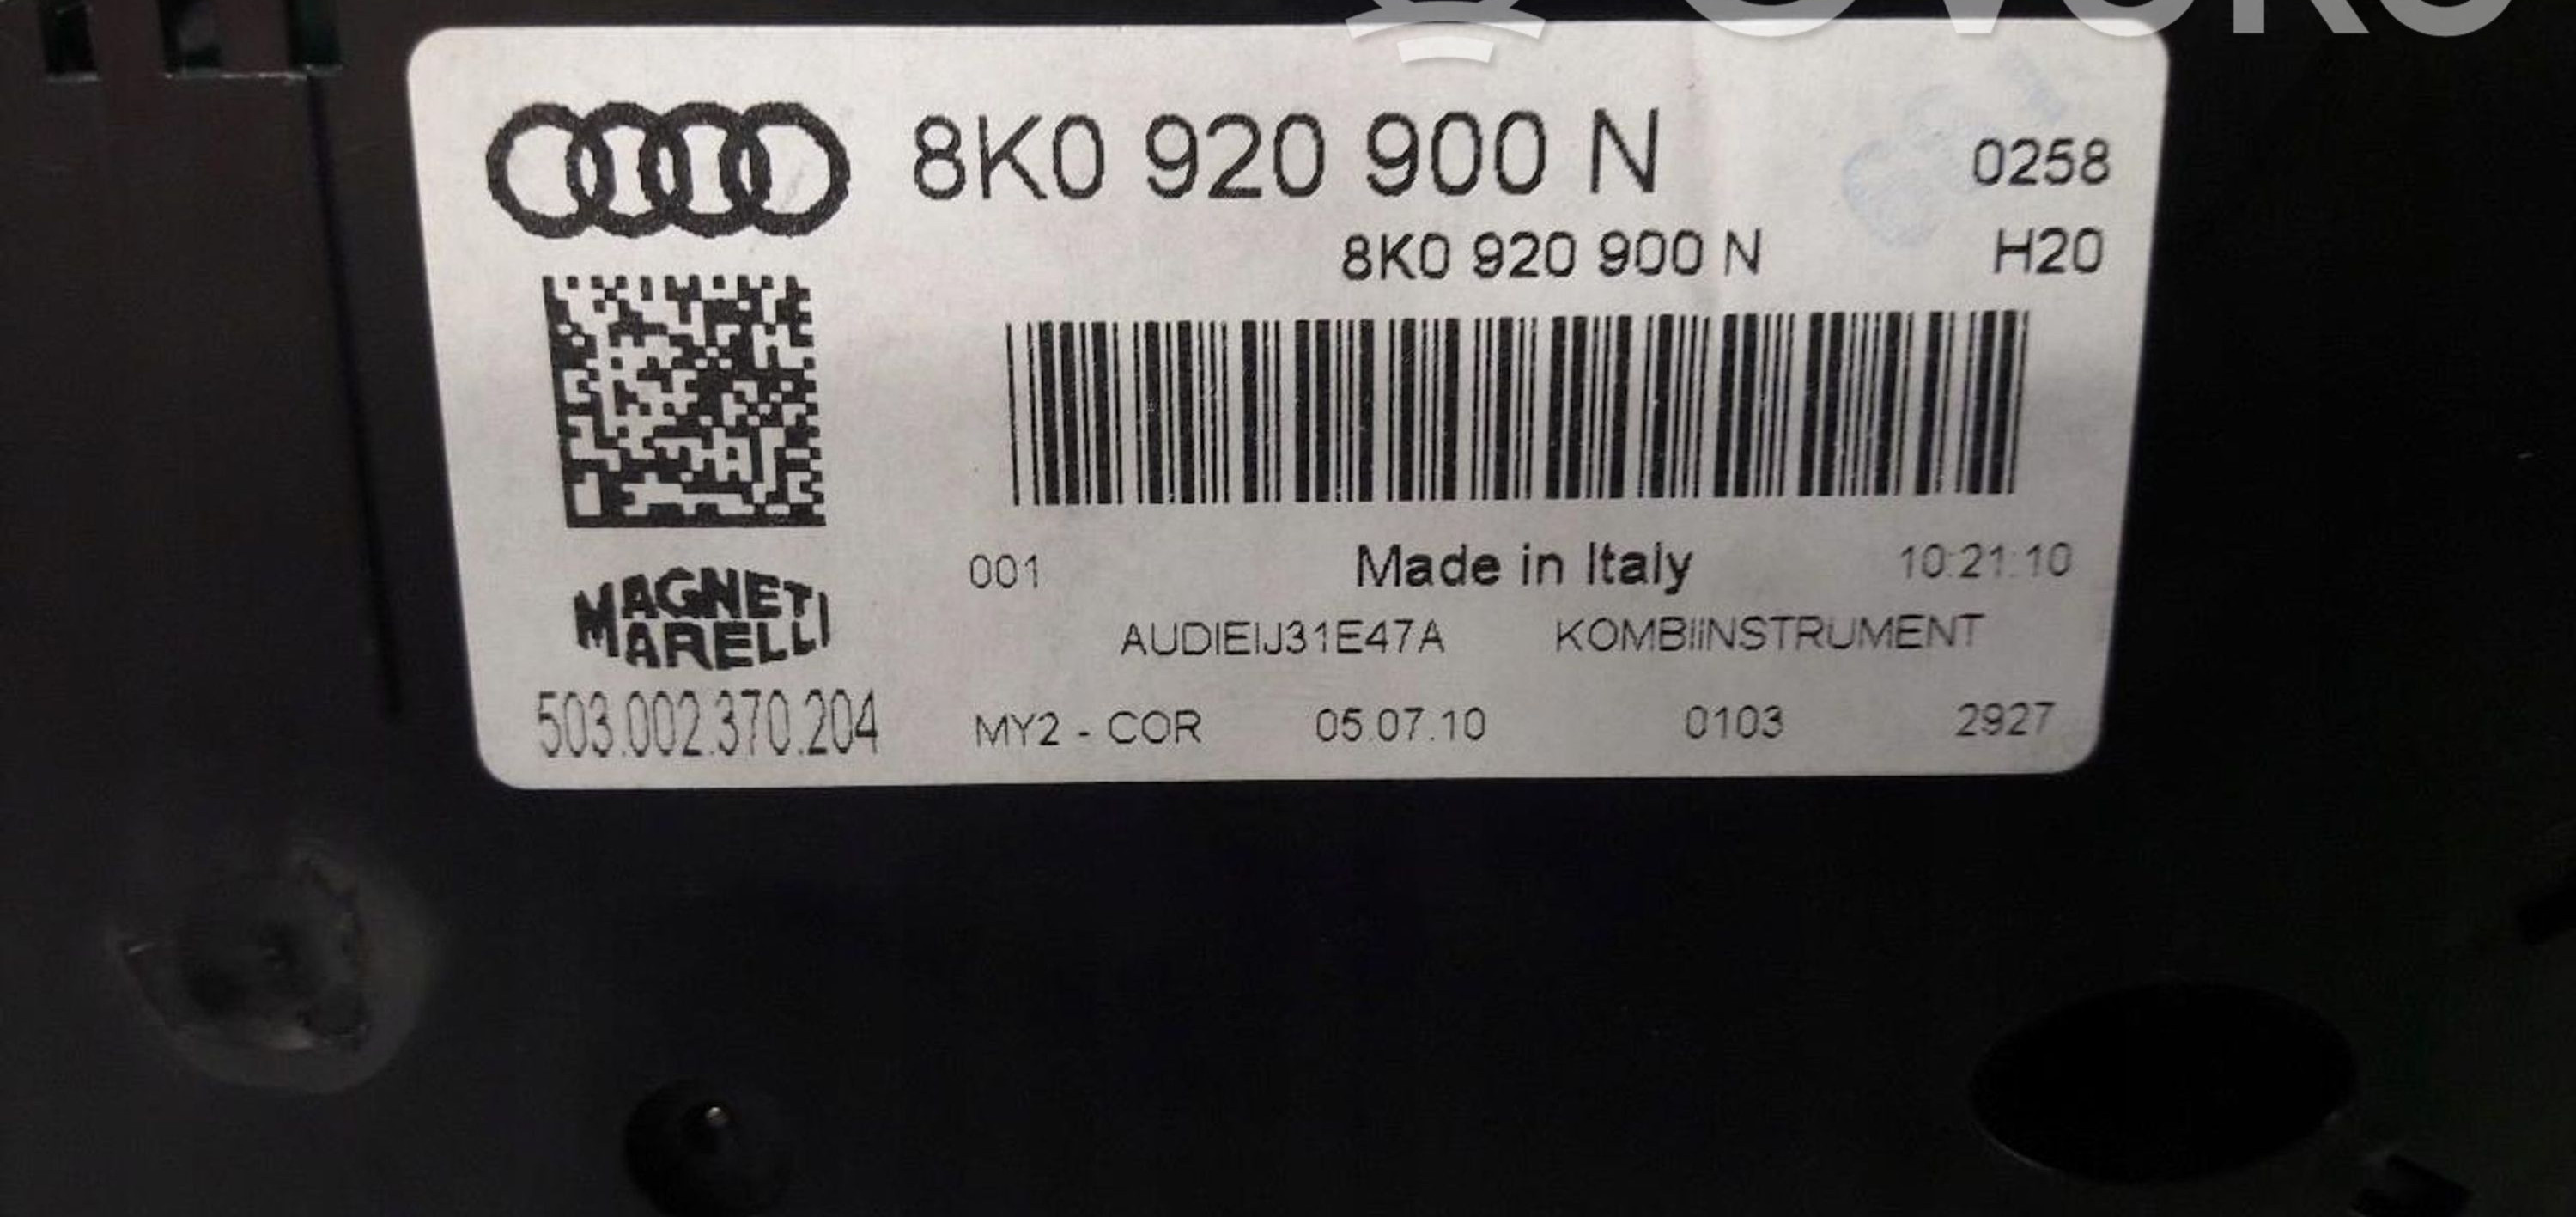 8K0 920 900 N 0258
8K0 920 900 N H20
001 Made in Italy 10:21:10
MAGNETI
MARELLI
AUDIEIJ31E47A KOMBIiNSTRUMENT
503.002.370.204 MY2 - COR 05.07.10 0103 2927